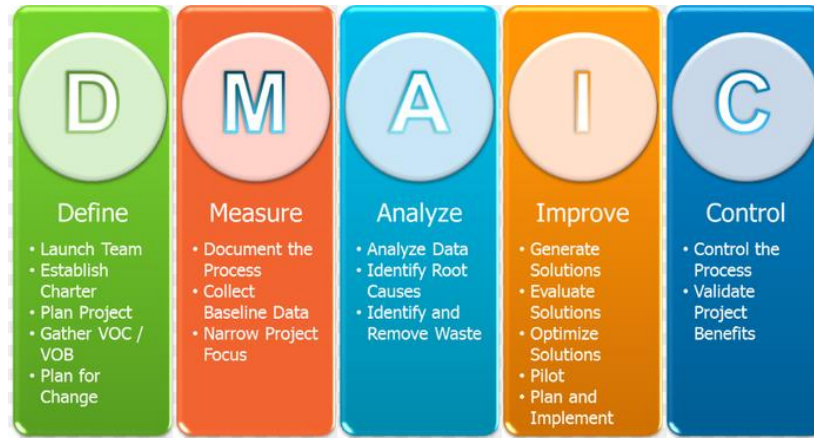 D
Define
• Launch Team
• Establish
Charter
• Plan Project
• Gather VOC /
VOB
• Plan for
Change
M
Measure
• Document the
Process
• Collect
Baseline Data
• Narrow Project
Focus
A
Analyze
• Analyze Data
• Identify Root
Causes
• Identify and
Remove Waste
I
Improve
• Generate
Solutions
• Evaluate
Solutions
• Optimize
Solutions
• Pilot
• Plan and
Implement
C
Control
• Control the
Process
• Validate
Project
Benefits